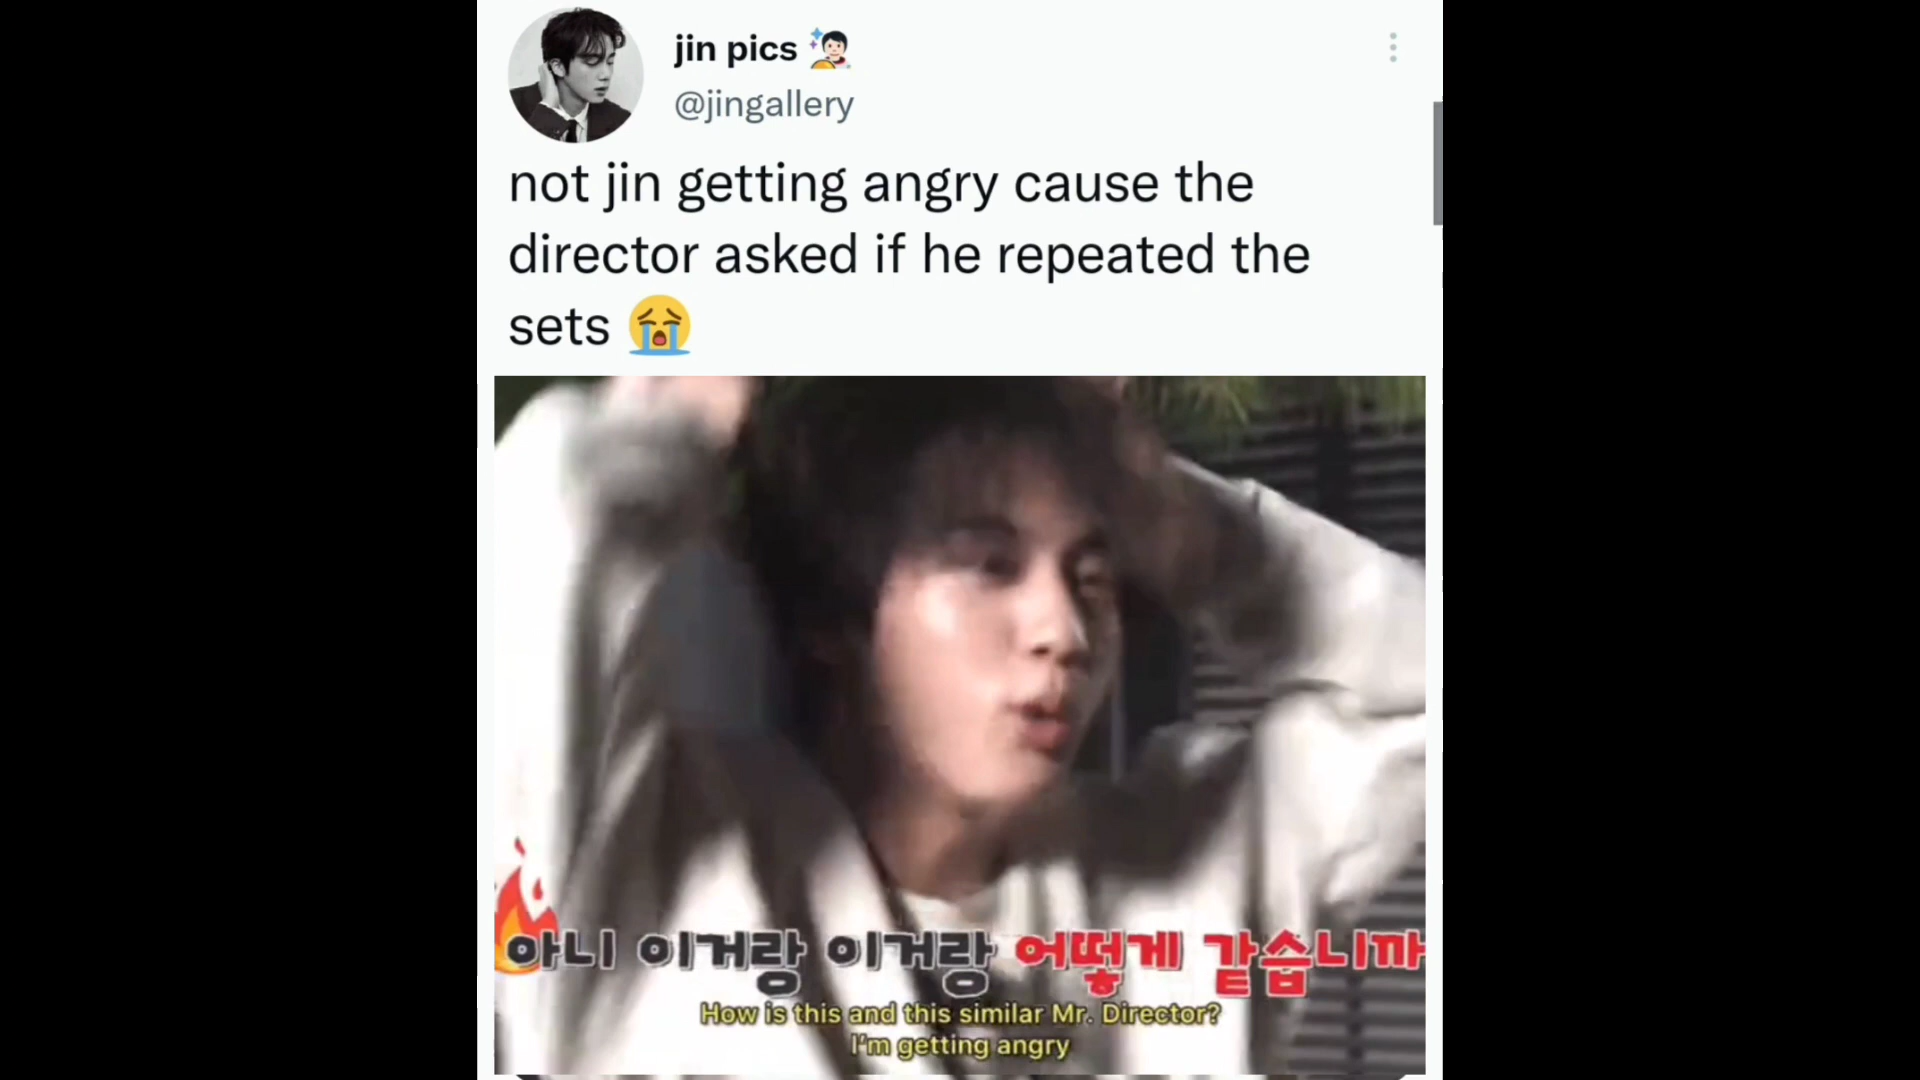 jin pics
@jingallery
not jin getting angry cause the
director asked if he repeated the
sets 😭
아니 이거랑 이거랑 어떻게 같습니까
How is this and this similar Mr. Director?
I'm getting angry